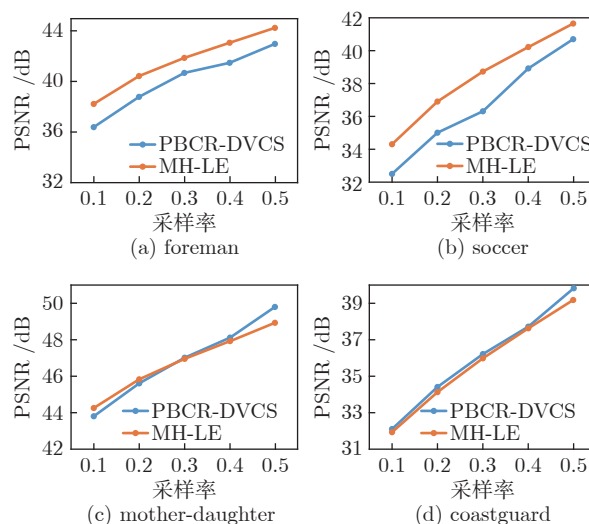 PSNR /dB
44
40
36
32
PBCR-DVCS
MH-LE
0.1 0.2 0.3 0.4 0.5
采样率
(a) foreman
PSNR /dB
42
40
38
36
34
32
PBCR-DVCS
MH-LE
0.1 0.2 0.3 0.4 0.5
采样率
(b) soccer
PSNR /dB
50
48
46
44
42
PBCR-DVCS
MH-LE
0.1 0.2 0.3 0.4 0.5
采样率
(c) mother-daughter
PSNR /dB
39
37
35
33
31
PBCR-DVCS
MH-LE
0.1 0.2 0.3 0.4 0.5
采样率
(d) coastguard